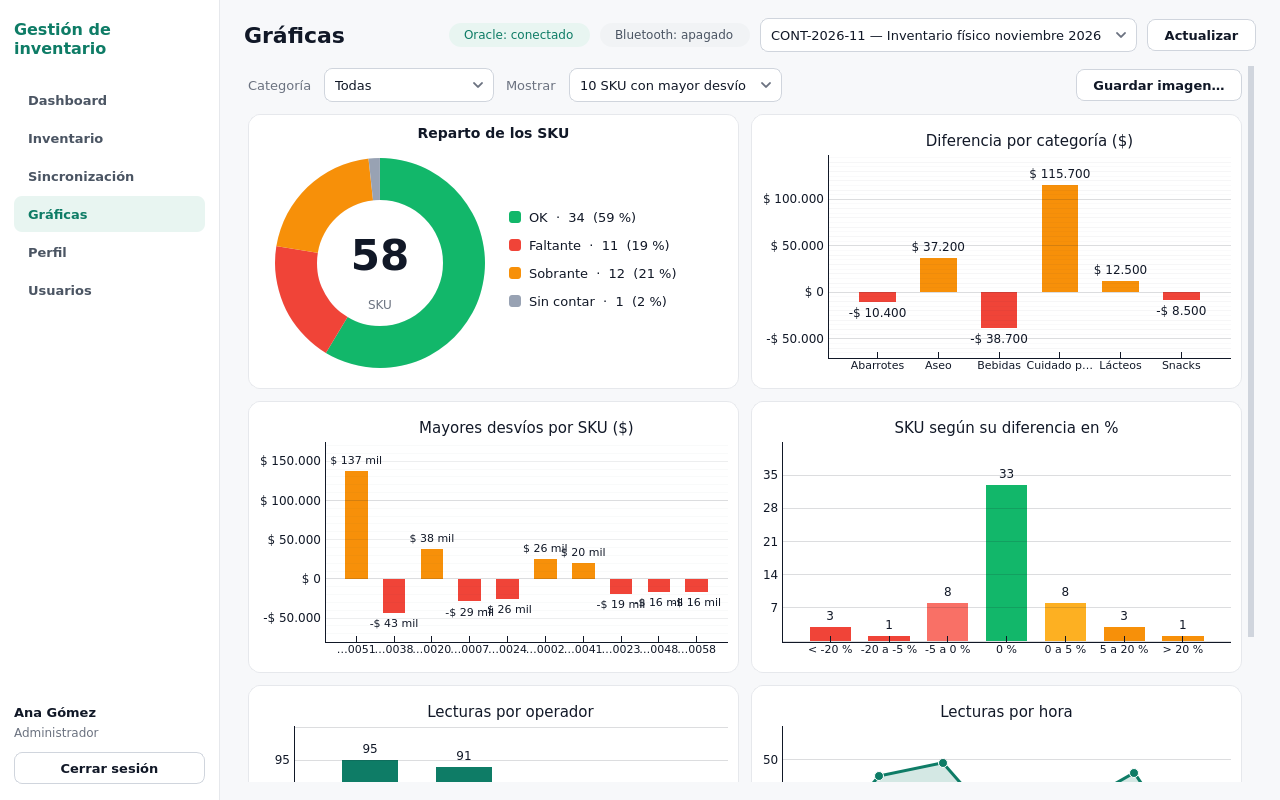 Gestión de
inventario
Dashboard
Inventario
Sincronización
Gráficas
Perfil
Usuarios
Ana Gómez
Administrador
Cerrar sesión
Gráficas
Oracle: conectado
Bluetooth: apagado
CONT-2026-11 — Inventario físico noviembre 2026
Actualizar
Categoría
Todas
Mostrar
10 SKU con mayor desvío
Guardar imagen...
Reparto de los SKU
58
SKU
OK · 34 (59 %)
Faltante · 11 (19 %)
Sobrante · 12 (21 %)
Sin contar · 1 (2 %)
Diferencia por categoría ($)
$ 100.000
$ 50.000
$ 0
-$ 50.000
-$ 10.400
$ 37.200
-$ 38.700
$ 115.700
$ 12.500
-$ 8.500
Abarrotes
Aseo
Bebidas
Cuidado p...
Lácteos
Snacks
Mayores desvíos por SKU ($)
$ 150.000
$ 100.000
$ 50.000
$ 0
-$ 50.000
$ 137 mil
-$ 43 mil
$ 38 mil
-$ 29 mil
-$ 26 mil
$ 26 mil
$ 20 mil
-$ 19 mil
-$ 16 mil
-$ 16 mil
...0051
...0038
...0020
...0007
...0024
...0002
...0041
...0023
...0048
...0058
SKU según su diferencia en %
35
28
21
14
7
3
1
8
33
8
3
1
< -20 %
-20 a -5 %
-5 a 0 %
0 %
0 a 5 %
5 a 20 %
> 20 %
Lecturas por operador
95
95
91
Lecturas por hora
50